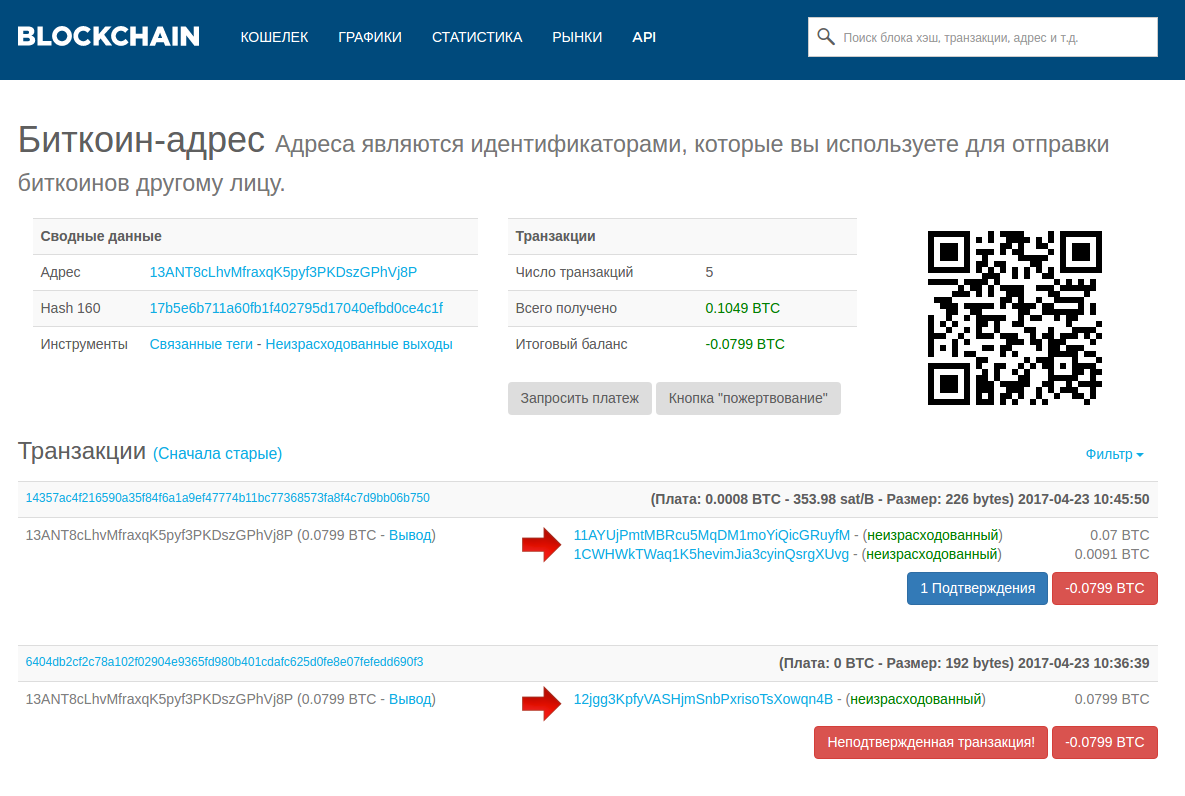 BLOCKCHAIN КОШЕЛЕК ГРАФИКИ СТАТИСТИКА РЫНКИ API Поиск блока хэш, транзакции, адрес и т.д.
Биткоин-адрес Адреса являются идентификаторами, которые вы используете для отправки
биткоинов другому лицу.
Сводные данные
Адрес 13ANT8cLhvMfraxqK5pyf3PKDszGPhVj8P
Hash 160 17b5e6b711a60fb1f402795d17040efbd0ce4c1f
Инструменты Связанные теги - Неизрасходованные выходы
Транзакции
Число транзакций 5
Всего получено 0.1049 BTC
Итоговый баланс -0.0799 BTC
Запросить платеж Кнопка "пожертвование"
Транзакции (Сначала старые) Фильтр
14357ac4f216590a35f84f6a1a9ef47774b11bc77368573fa8f4c7d9bb06b750 (Плата: 0.0008 BTC - 353.98 sat/B - Размер: 226 bytes) 2017-04-23 10:45:50
13ANT8cLhvMfraxqK5pyf3PKDszGPhVj8P (0.0799 BTC - Вывод) 11AYUjPmtMBRcu5MqDM1moYiQicGRuyfM - (неизрасходованный) 0.07 BTC
1CWHWkTWaq1K5hevimJia3cyinQsrgXUvg - (неизрасходованный) 0.0091 BTC
1 Подтверждения -0.0799 BTC
6404db2cf2c78a102f02904e9365fd980b401cdafc625d0fe8e07fefedd690f3 (Плата: 0 BTC - Размер: 192 bytes) 2017-04-23 10:36:39
13ANT8cLhvMfraxqK5pyf3PKDszGPhVj8P (0.0799 BTC - Вывод) 12jgg3KpfyVASHjmSnbPxrisoTsXowqn4B - (неизрасходованный) 0.0799 BTC
Неподтвержденная транзакция! -0.0799 BTC